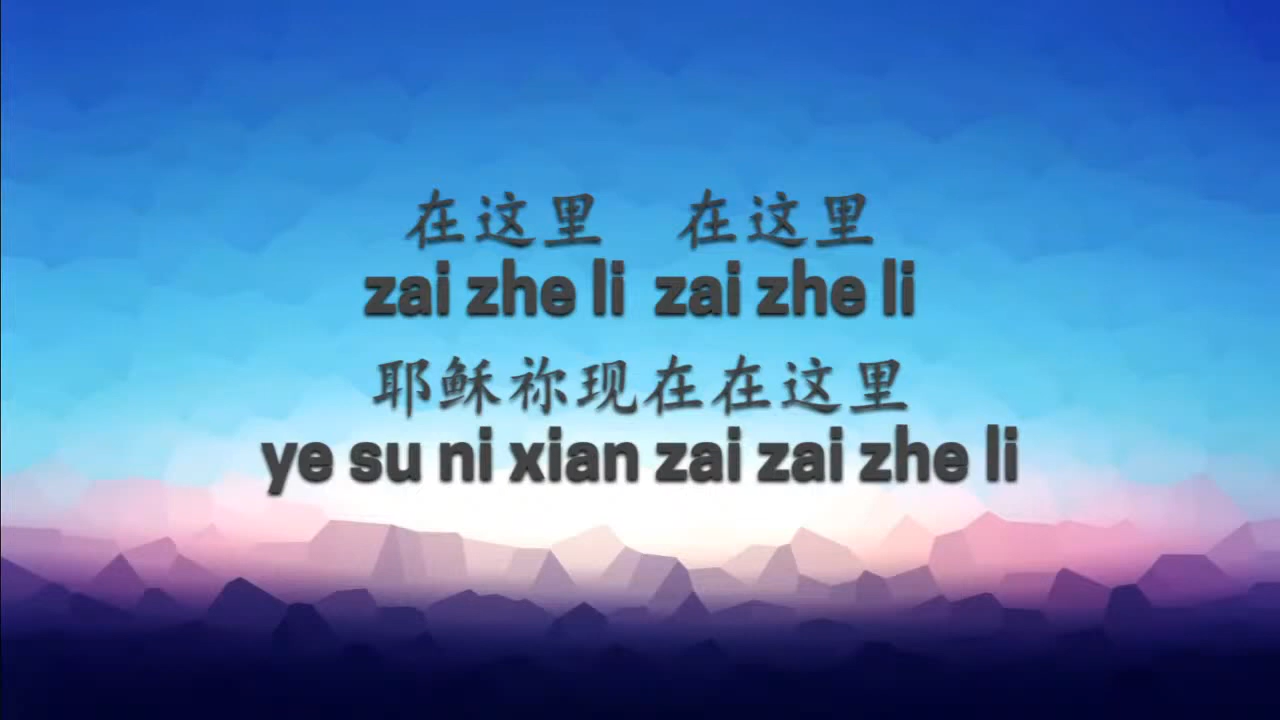 在这里 在这里
zai zhe li zai zhe li
耶稣祢现在在这里
ye su ni xian zai zai zhe li